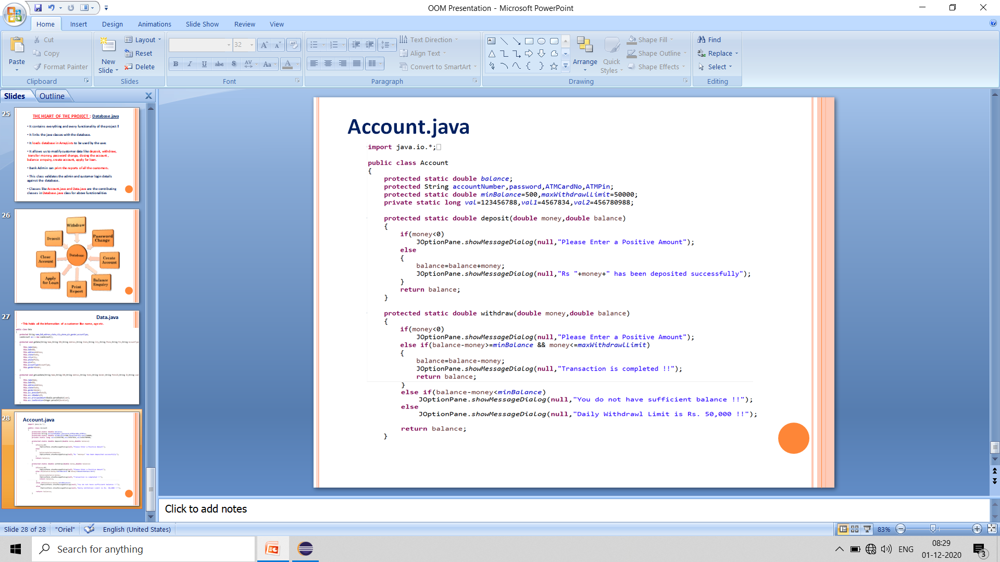 OOM Presentation - Microsoft PowerPoint
Home Insert Design Animations Slide Show Review View
Paste
Cut
Copy
Format Painter
Clipboard
New Slide
Layout
Reset
Delete
Slides
32
B I U abc S AV Aa A
Font
Text Direction
Align Text
Convert to SmartArt
Paragraph
Arrange
Quick Styles
Shape Fill
Shape Outline
Shape Effects
Drawing
Find
Replace
Select
Editing
Slides Outline
25
THE HEART OF THE PROJECT : Database.java
• It contains everything and every functionality of the project !!
• It links the java classes with the database.
• It loads database in ArrayLists to be used by the user.
• It allows us to modify customer data like deposit, withdraw,
transfer money, password change, closing the account ,
balance enquiry, create account, apply for loan.
• Bank Admin can print the reports of all the customers.
• This class validates the admin and customer login details
against the database.
• Classes like Account.java and Data.java are the contributing
classes in Database.java class for above functionalities
26
Withdraw
Deposit
Password Change
Close Account
Database
Create Account
Apply for Loan
Balance Enquiry
Print Report
27
Data.java
• This holds all the information of a customer like name, age etc.
28
Account.java
Account.java
import java.io.*;
public class Account
{
protected static double balance;
protected String accountNumber,password,ATMCardNo,ATMPin;
protected static double minBalance=500,maxWithdrawlLimit=50000;
private static long val=123456788,val1=4567834,val2=456780988;
protected static double deposit(double money,double balance)
{
if(money<0)
JOptionPane.showMessageDialog(null,"Please Enter a Positive Amount");
else
{
balance=balance+money;
JOptionPane.showMessageDialog(null,"Rs "+money+" has been deposited successfully");
}
return balance;
}
protected static double withdraw(double money,double balance)
{
if(money<0)
JOptionPane.showMessageDialog(null,"Please Enter a Positive Amount");
else if(balance-money>=minBalance && money<=maxWithdrawlLimit)
{
balance=balance-money;
JOptionPane.showMessageDialog(null,"Transaction is completed !!");
return balance;
}
else if(balance-money<minBalance)
JOptionPane.showMessageDialog(null,"You do not have sufficient balance !!");
else
JOptionPane.showMessageDialog(null,"Daily Withdrawl Limit is Rs. 50,000 !!");
return balance;
}
Click to add notes
Slide 28 of 28 "Oriel" English (United States)
83%
Search for anything
ENG
08:29
01-12-2020
3